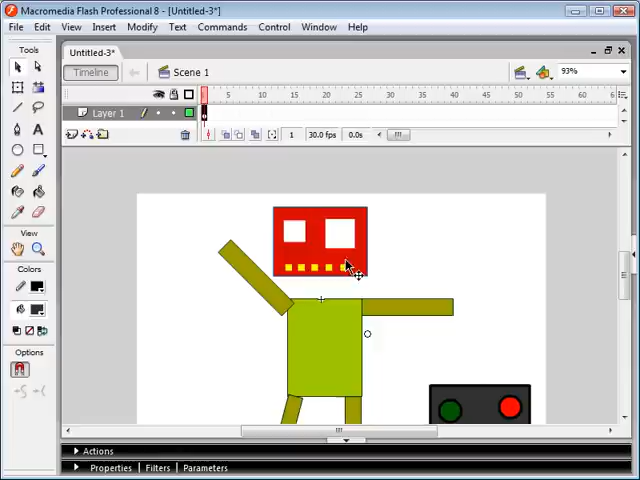 Macromedia Flash Professional 8 - [Untitled-3*]
File Edit View Insert Modify Text Commands Control Window Help
Tools
Untitled-3*
Timeline
Scene 1
93%
View
1 5 10 15 20 25 30 35 40 45 50 55 60 65
Layer 1
1 30.0 fps 0.0s
Colors
Options
Actions
Properties Filters Parameters